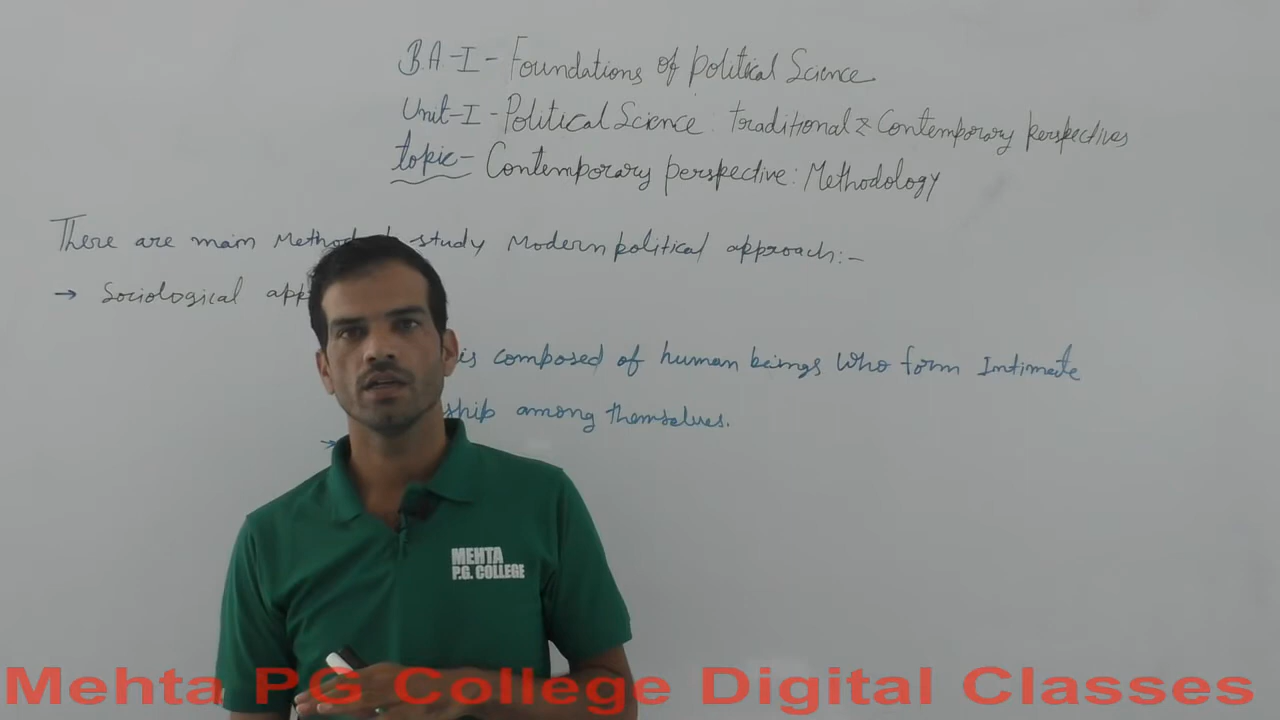 BA-I- Foundations of Political Science
Unit-I-Political Science: Traditional & Contemporary perspectives
topic- Contemporary perspective: Methodology
There are main Method study Modern political approach:-
→ Sociological app
is composed of human beings who form Intimate
ship among themselves.
→
MEHTA
P.G. COLLEGE
Mehta PG College Digital Classes